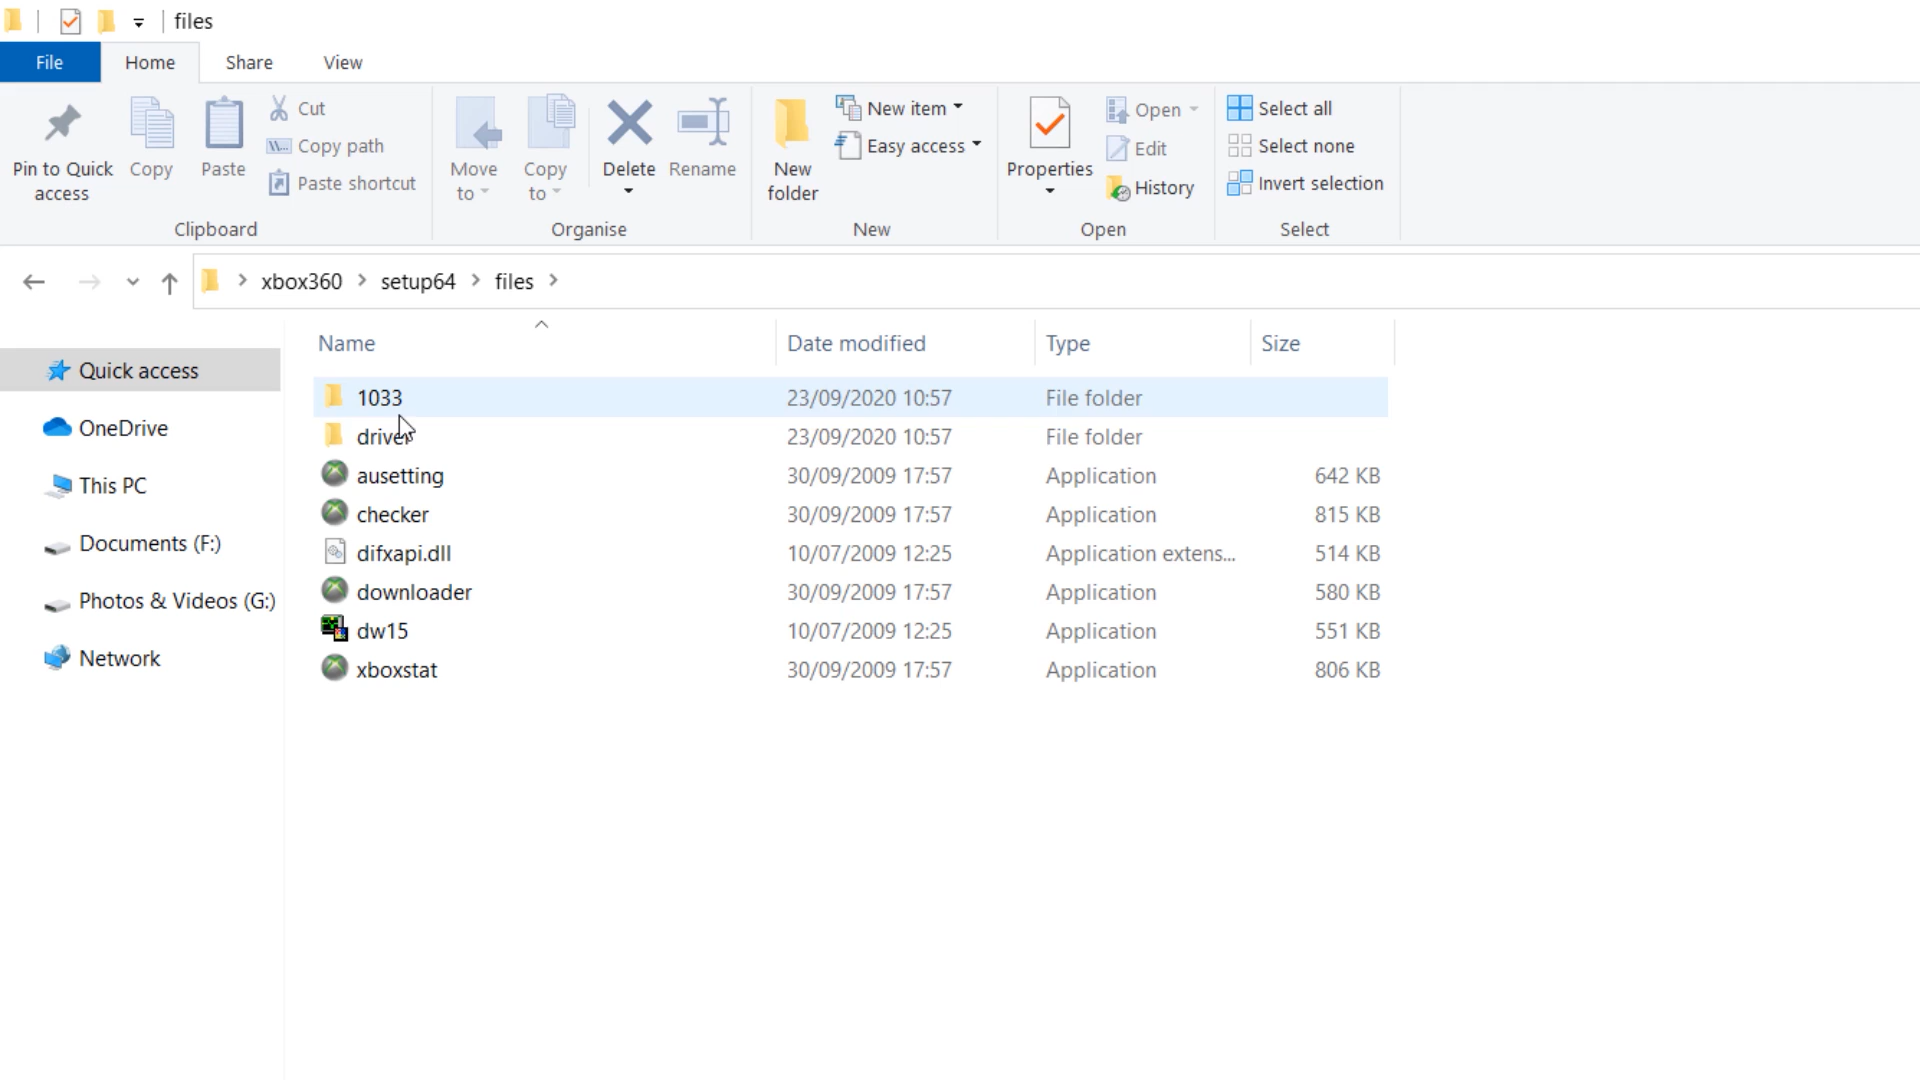 files
File Home Share View
Pin to Quick access
Copy
Paste
Cut
Copy path
Paste shortcut
Clipboard
Move to
Copy to
Delete
Rename
Organise
New folder
New item
Easy access
New
Properties
Open
Edit
History
Open
Select all
Select none
Invert selection
Select
xbox360 > setup64 > files >
Quick access
OneDrive
This PC
Documents (F:)
Photos & Videos (G:)
Network
Name Date modified Type Size
1033 23/09/2020 10:57 File folder
driver 23/09/2020 10:57 File folder
ausetting 30/09/2009 17:57 Application 642 KB
checker 30/09/2009 17:57 Application 815 KB
difxapi.dll 10/07/2009 12:25 Application extens... 514 KB
downloader 30/09/2009 17:57 Application 580 KB
dw15 10/07/2009 12:25 Application 551 KB
xboxstat 30/09/2009 17:57 Application 806 KB